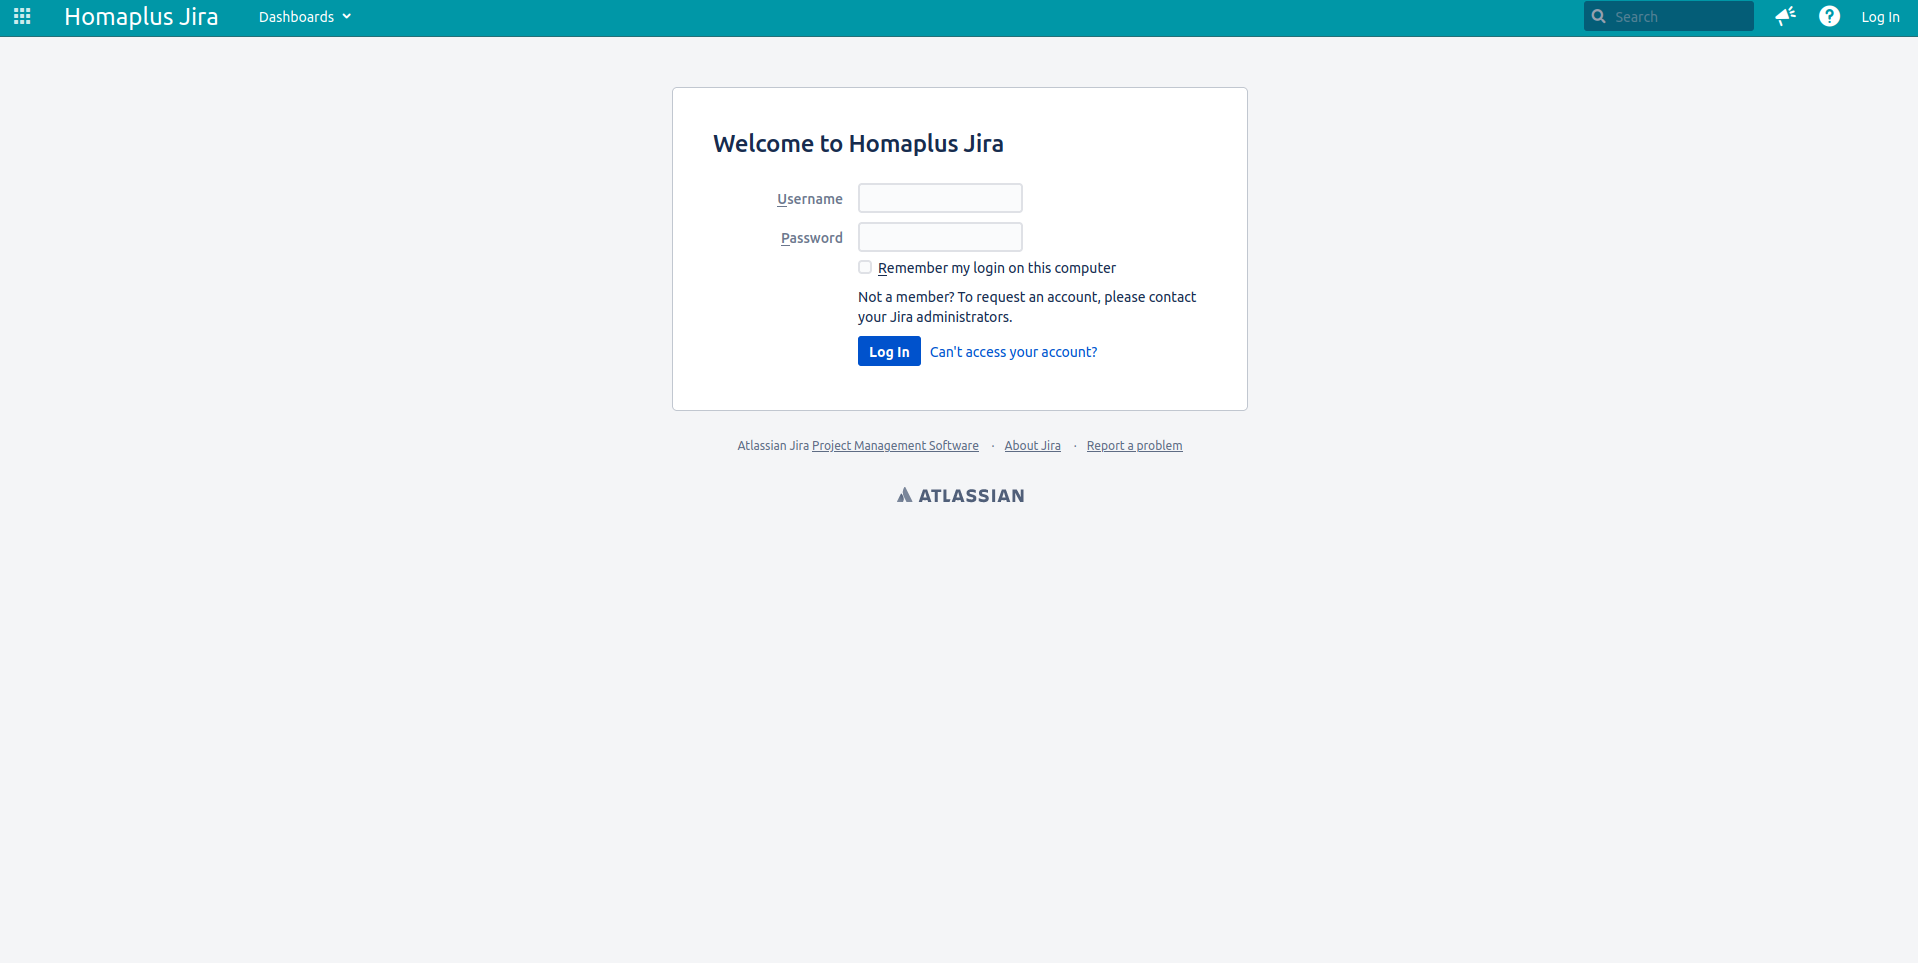 Homaplus Jira
Dashboards
Search
?
Log In
Welcome to Homaplus Jira
Username
Password
Remember my login on this computer
Not a member? To request an account, please contact
your Jira administrators.
Log In Can't access your account?
Atlassian Jira Project Management Software · About Jira · Report a problem
ATLASSIAN